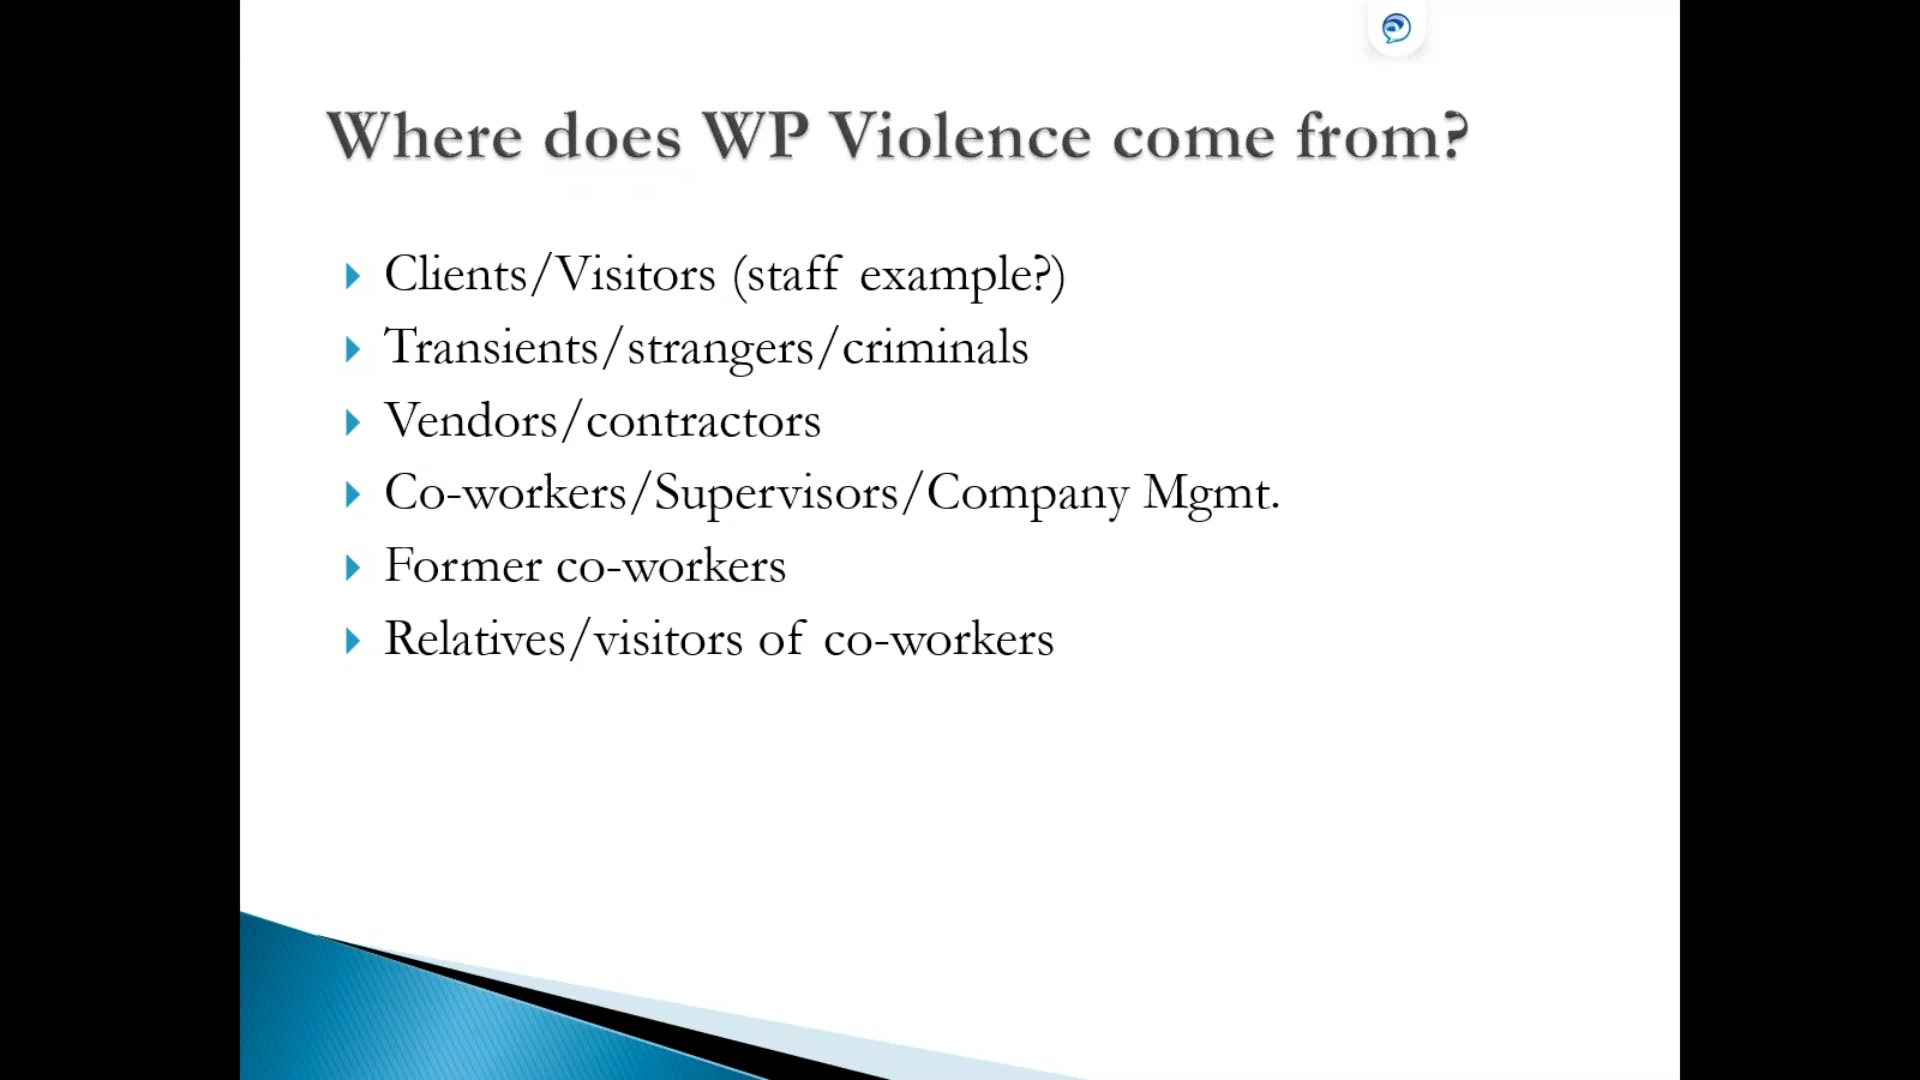 Where does WP Violence come from?
Clients/Visitors (staff example?)
Transients/strangers/criminals
Vendors/contractors
Co-workers/Supervisors/Company Mgmt.
Former co-workers
Relatives/visitors of co-workers